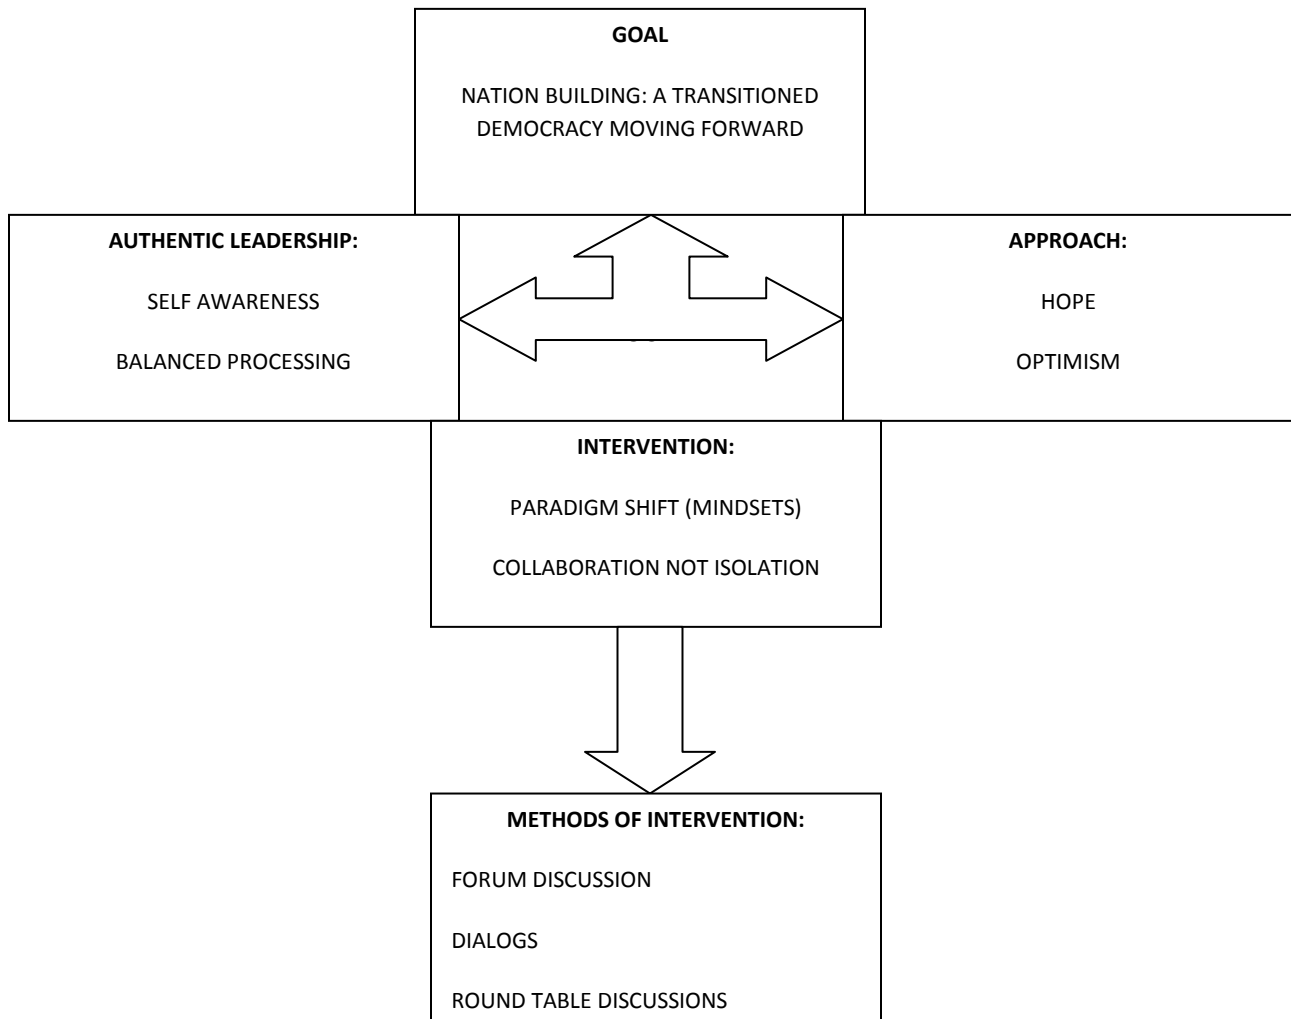 GOAL
NATION BUILDING: A TRANSITIONED
DEMOCRACY MOVING FORWARD
AUTHENTIC LEADERSHIP:
SELF AWARENESS
BALANCED PROCESSING
APPROACH:
HOPE
OPTIMISM
INTERVENTION:
PARADIGM SHIFT (MINDSETS)
COLLABORATION NOT ISOLATION
METHODS OF INTERVENTION:
FORUM DISCUSSION
DIALOGS
ROUND TABLE DISCUSSIONS